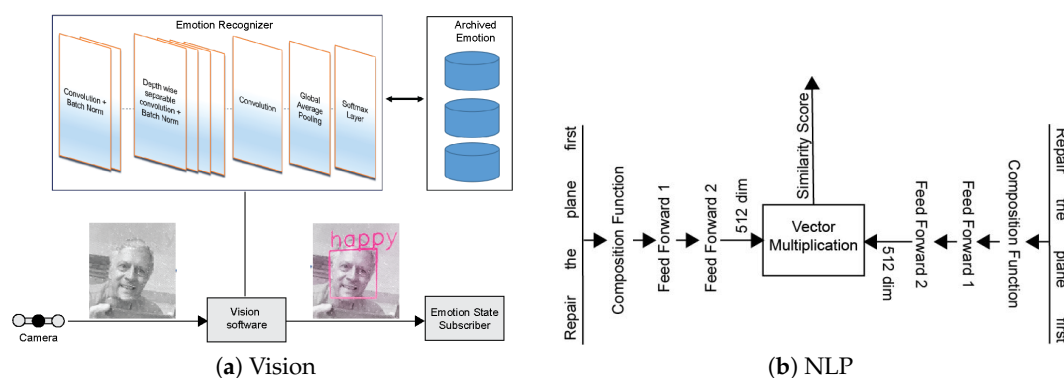 Emotion Recognizer
Convolution +
Batch Norm
Depth wise
separable
convolution +
Batch Norm
Convolution
Global
Average
Pooling
Softmax
Layer
Archived
Emotion
happy
Camera
Vision
software
Emotion State
Subscriber
(a) Vision
Repair the plane first
Composition Function
Feed Forward 1
Feed Forward 2
512 dim
Similarity Score
Vector
Multiplication
512 dim
Feed Forward 2
Feed Forward 1
Composition Function
Repair the plane first
(b) NLP